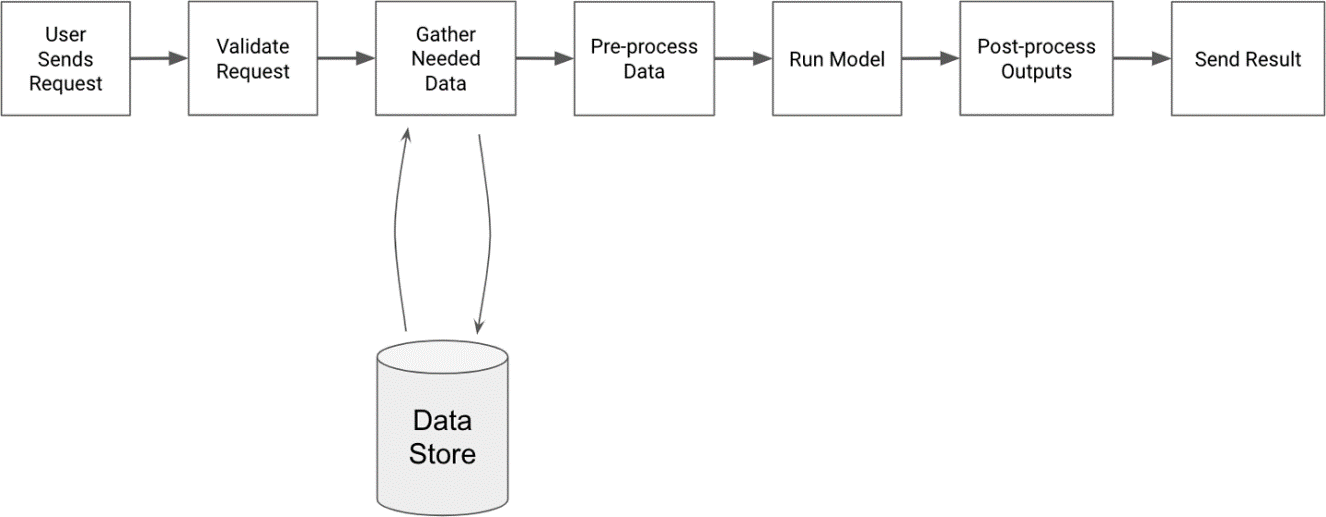 User
Sends
Request
Validate
Request
Gather
Needed
Data
Pre-process
Data
Run Model
Post-process
Outputs
Send Result
Data
Store